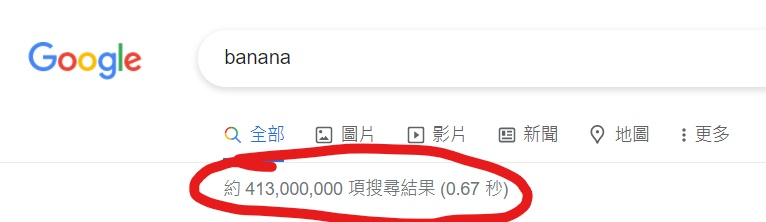 Google
banana
全部 圖片 影片 新聞 地圖 更多
約 413,000,000 項搜尋結果 (0.67 秒)